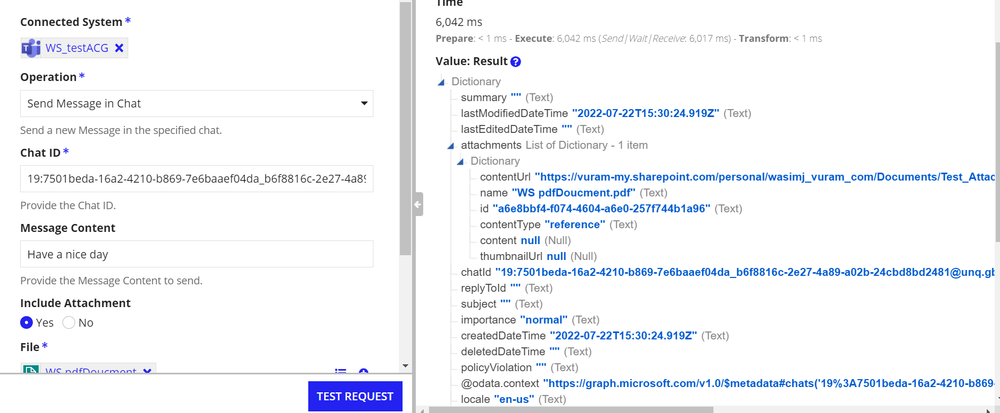 Connected System *
WS_testACG
Operation *
Send Message in Chat
Send a new Message in the specified chat.
Chat ID *
19:7501beda-16a2-4210-b869-7e6baaef04da_b6f8816c-2e27-4a89
Provide the Chat ID.
Message Content
Have a nice day
Provide the Message Content to send.
Include Attachment
Yes No
File *
WS pdfDoucment
TEST REQUEST
Time
6,042 ms
Prepare: < 1 ms - Execute: 6,042 ms (Send|Wait|Receive: 6,017 ms) - Transform: < 1 ms
Value: Result ?
Dictionary
summary "" (Text)
lastModifiedDateTime "2022-07-22T15:30:24.919Z" (Text)
lastEditedDateTime "" (Text)
attachments List of Dictionary - 1 item
Dictionary
contentUrl "https://vuram-my.sharepoint.com/personal/wasimj_vuram_com/Documents/Test_Attac
name "WS pdfDoucment.pdf" (Text)
id "a6e8bbf4-f074-4604-a6e0-257f744b1a96" (Text)
contentType "reference" (Text)
content null (Null)
thumbnailUrl null (Null)
chatId "19:7501beda-16a2-4210-b869-7e6baaef04da_b6f8816c-2e27-4a89-a02b-24cbd8bd2481@unq.gb
replyToId "" (Text)
subject "" (Text)
importance "normal" (Text)
createdDateTime "2022-07-22T15:30:24.919Z" (Text)
deletedDateTime "" (Text)
policyViolation "" (Text)
@odata.context "https://graph.microsoft.com/v1.0/$metadata#chats('19%3A7501beda-16a2-4210-b869-
locale "en-us" (Text)